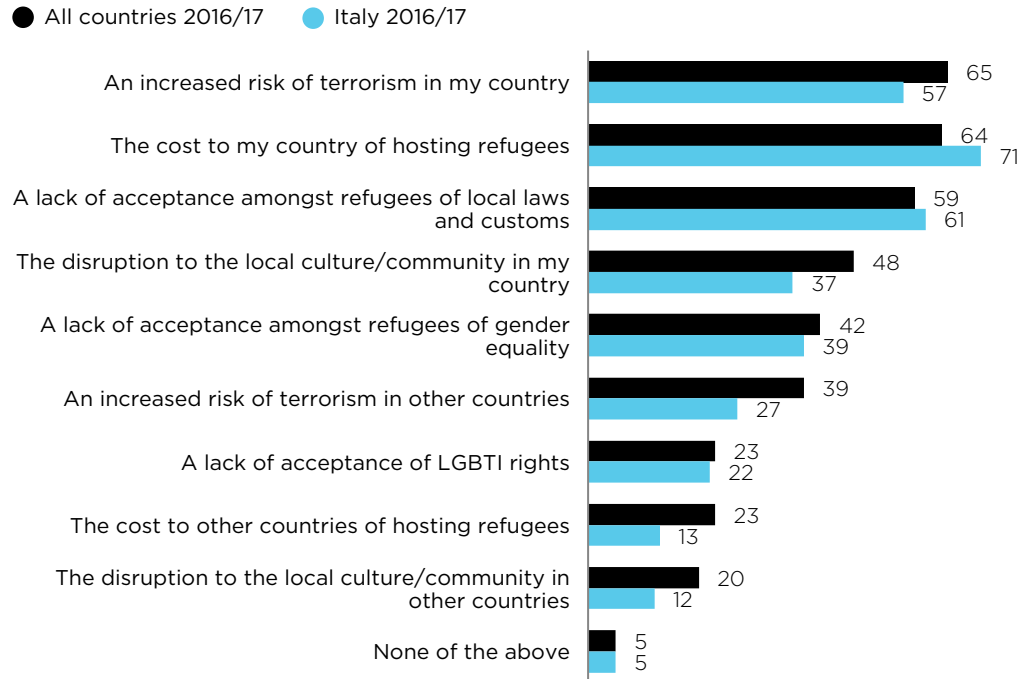 All countries 2016/17 Italy 2016/17
An increased risk of terrorism in my country 65
57
The cost to my country of hosting refugees 64
71
A lack of acceptance amongst refugees of local laws 59
and customs 61
The disruption to the local culture/community in my 48
country 37
A lack of acceptance amongst refugees of gender 42
equality 39
An increased risk of terrorism in other countries 39
27
A lack of acceptance of LGBTI rights 23
22
The cost to other countries of hosting refugees 23
13
The disruption to the local culture/community in 20
other countries 12
None of the above 5
5